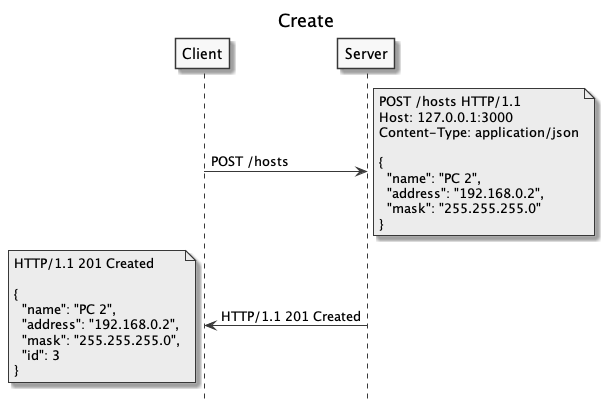 Create
Client
Server
POST /hosts HTTP/1.1
Host: 127.0.0.1:3000
Content-Type: application/json
{
"name": "PC 2",
"address": "192.168.0.2",
"mask": "255.255.255.0"
}
POST /hosts
HTTP/1.1 201 Created
{
"name": "PC 2",
"address": "192.168.0.2",
"mask": "255.255.255.0",
"id": 3
}
HTTP/1.1 201 Created